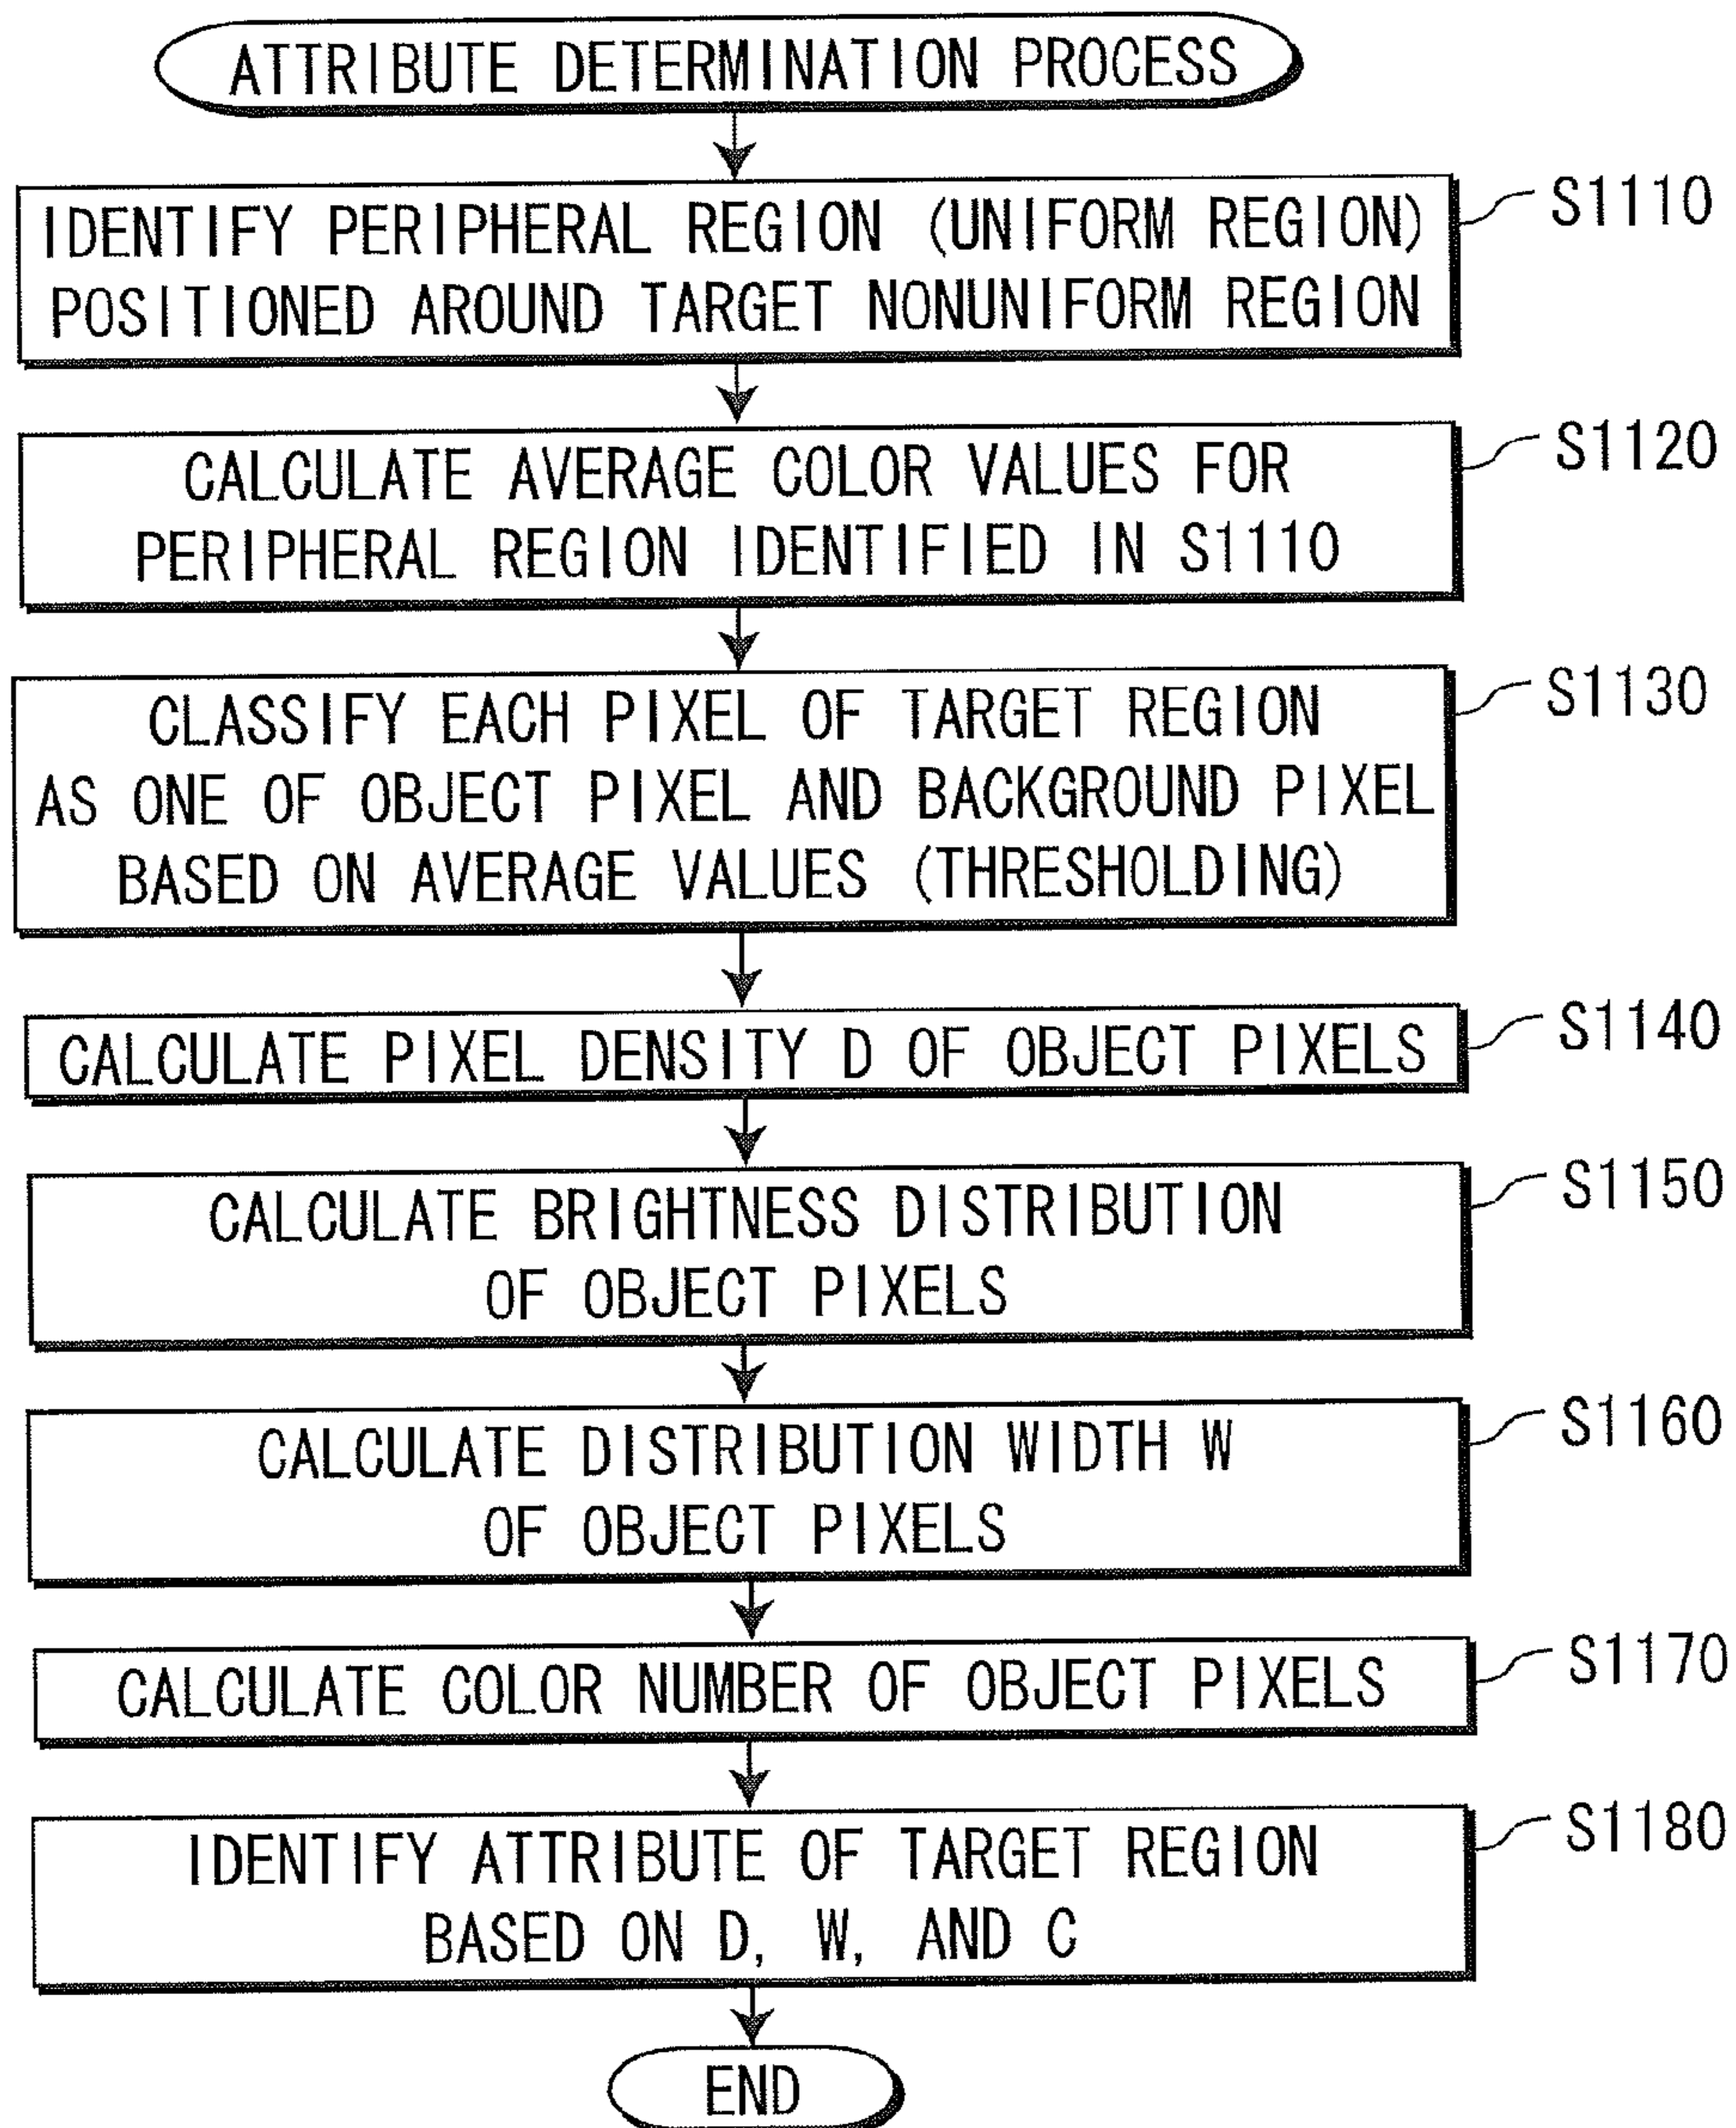 ATTRIBUTE DETERMINATION PROCESS
IDENTIFY PERIPHERAL REGION (UNIFORM REGION)
POSITIONED AROUND TARGET NONUNIFORM REGION
S1110
CALCULATE AVERAGE COLOR VALUES FOR
PERIPHERAL REGION IDENTIFIED IN S1110
S1120
CLASSIFY EACH PIXEL OF TARGET REGION
AS ONE OF OBJECT PIXEL AND BACKGROUND PIXEL
BASED ON AVERAGE VALUES (THRESHOLDING)
S1130
CALCULATE PIXEL DENSITY D OF OBJECT PIXELS
S1140
CALCULATE BRIGHTNESS DISTRIBUTION
OF OBJECT PIXELS
S1150
CALCULATE DISTRIBUTION WIDTH W
OF OBJECT PIXELS
S1160
CALCULATE COLOR NUMBER OF OBJECT PIXELS
S1170
IDENTIFY ATTRIBUTE OF TARGET REGION
BASED ON D, W, AND C
S1180
END